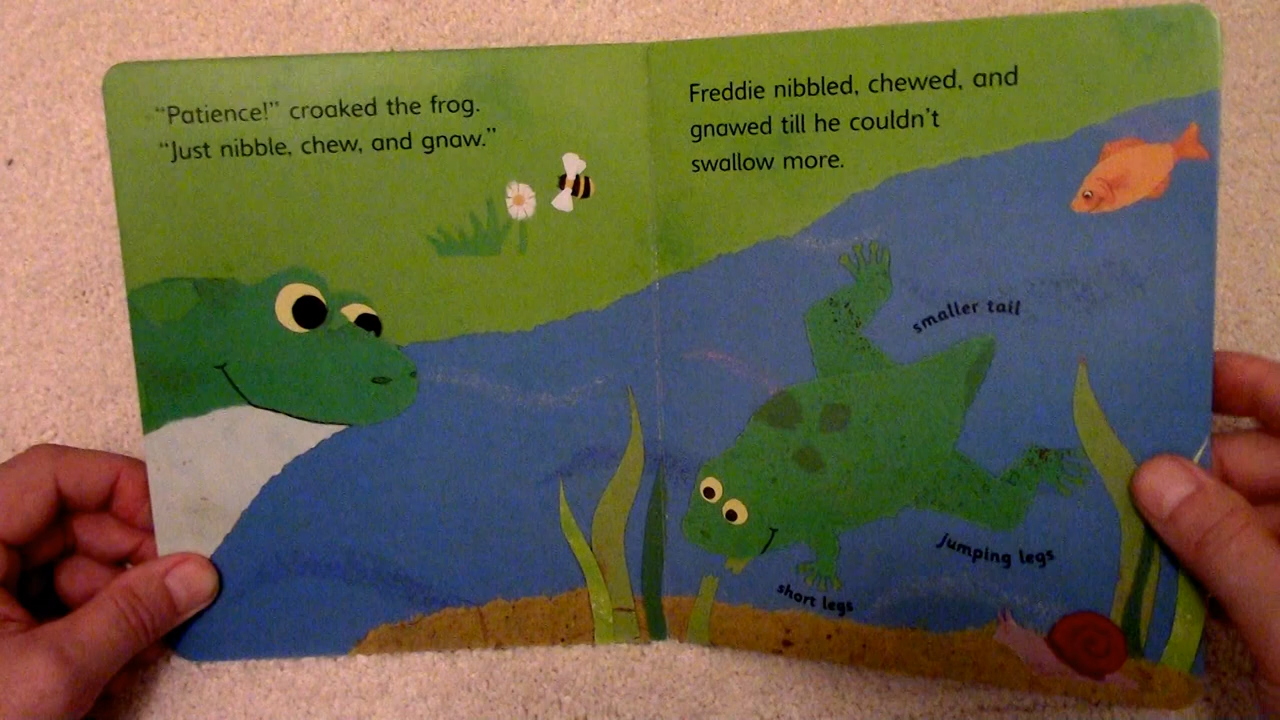 "Patience!" croaked the frog.
"Just nibble, chew, and gnaw."
Freddie nibbled, chewed, and
gnawed till he couldn't
swallow more.
smaller tail
jumping legs
short legs